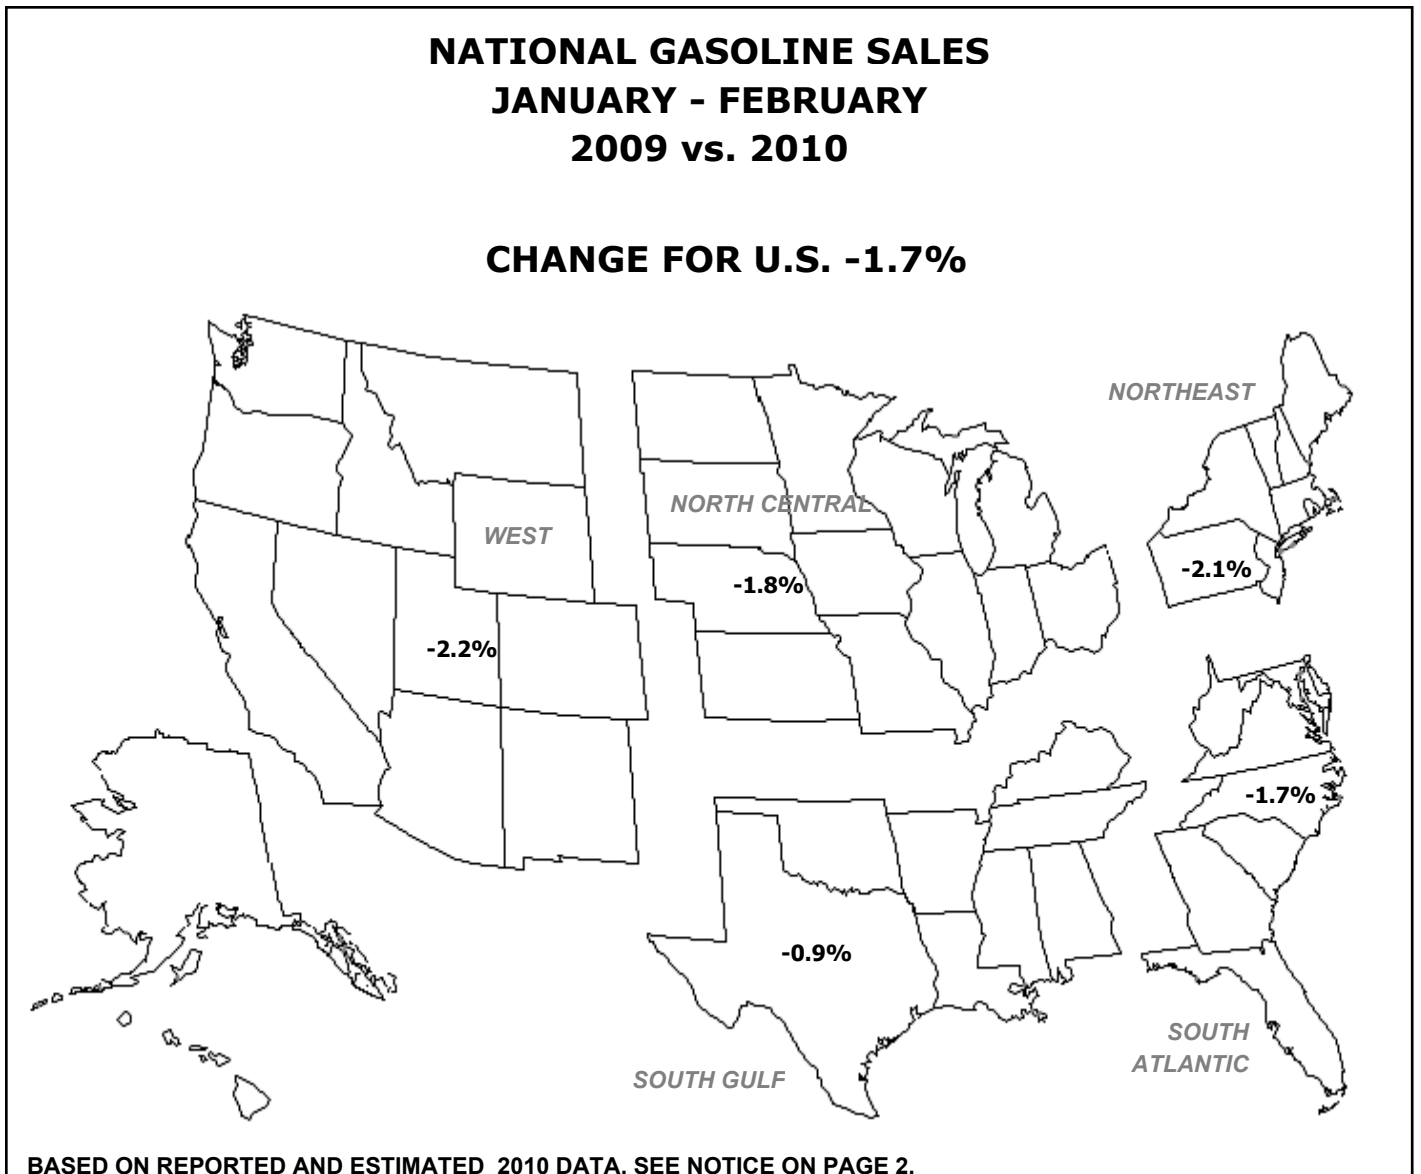 NATIONAL GASOLINE SALES
JANUARY - FEBRUARY
2009 vs. 2010
CHANGE FOR U.S. -1.7%
NORTHEAST
NORTH CENTRAL
WEST
-2.1%
-1.8%
-2.2%
-1.7%
-0.9%
SOUTH
ATLANTIC
SOUTH GULF
BASED ON REPORTED AND ESTIMATED 2010 DATA. SEE NOTICE ON PAGE 2.